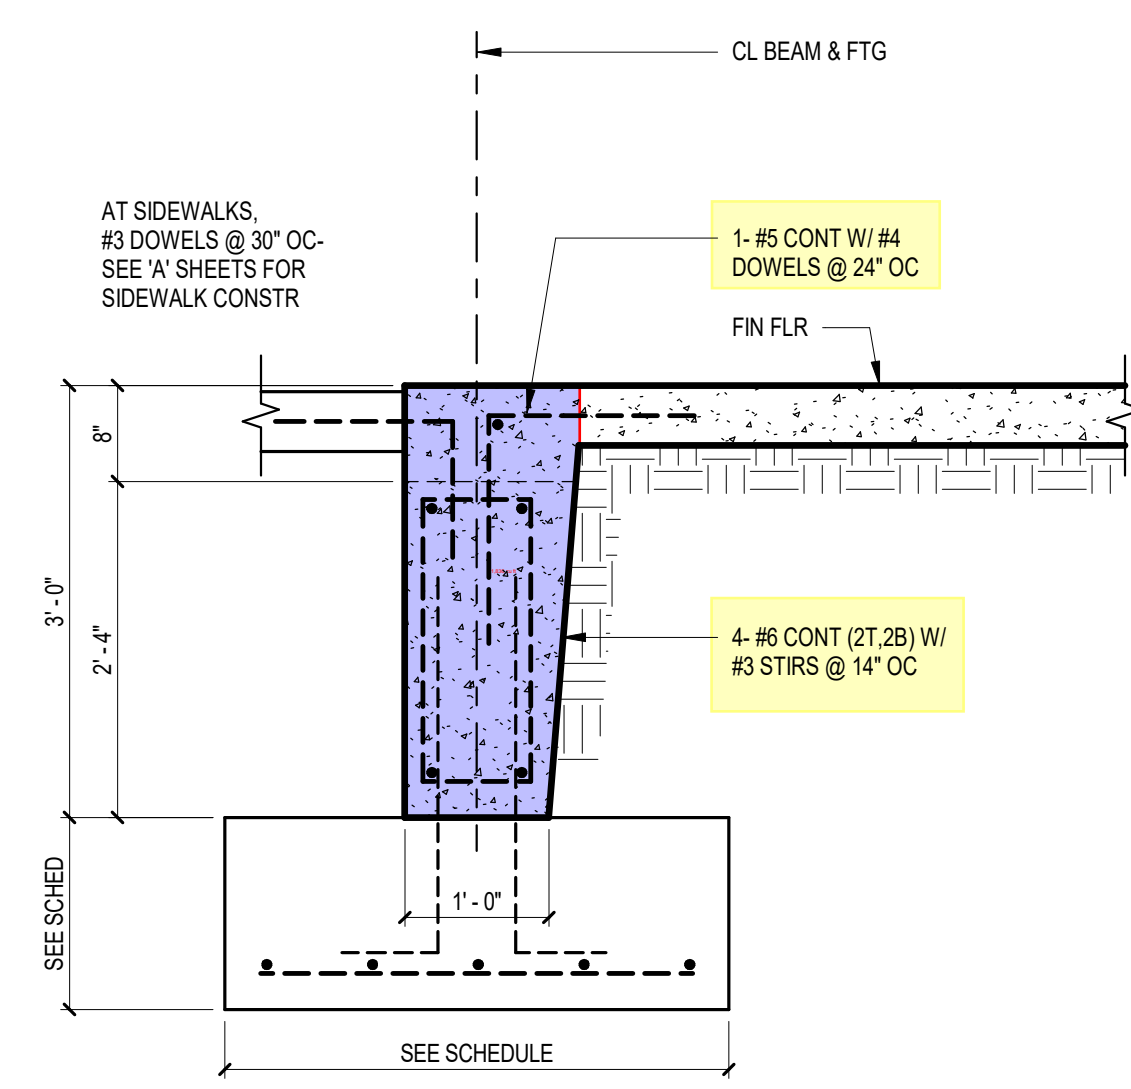 CL BEAM & FTG
AT SIDEWALKS,
#3 DOWELS @ 30" OC-
SEE 'A' SHEETS FOR
SIDEWALK CONSTR
1- #5 CONT W/ #4
DOWELS @ 24" OC
FIN FLR
8"
3' - 0"
2' - 4"
4- #6 CONT (2T,2B) W/
#3 STIRS @ 14" OC
SEE SCHED
1' - 0"
SEE SCHEDULE